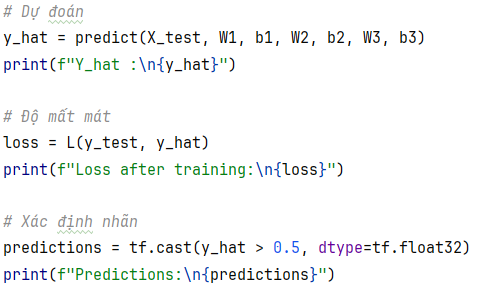 # Dự đoán
y_hat = predict(X_test, W1, b1, W2, b2, W3, b3)
print(f"Y_hat :\n{y_hat}")
# Độ mất mát
loss = L(y_test, y_hat)
print(f"Loss after training:\n{loss}")
# Xác định nhãn
predictions = tf.cast(y_hat > 0.5, dtype=tf.float32)
print(f"Predictions:\n{predictions}")